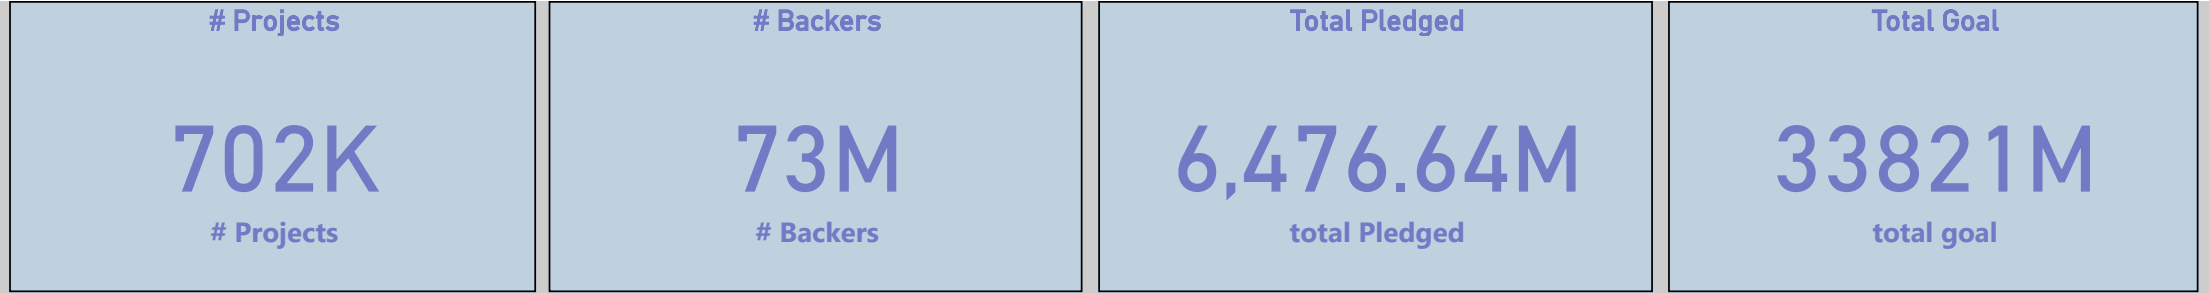 # Projects
702K
# Projects
# Backers
73M
# Backers
Total Pledged
6,476.64M
total Pledged
Total Goal
33821M
total goal